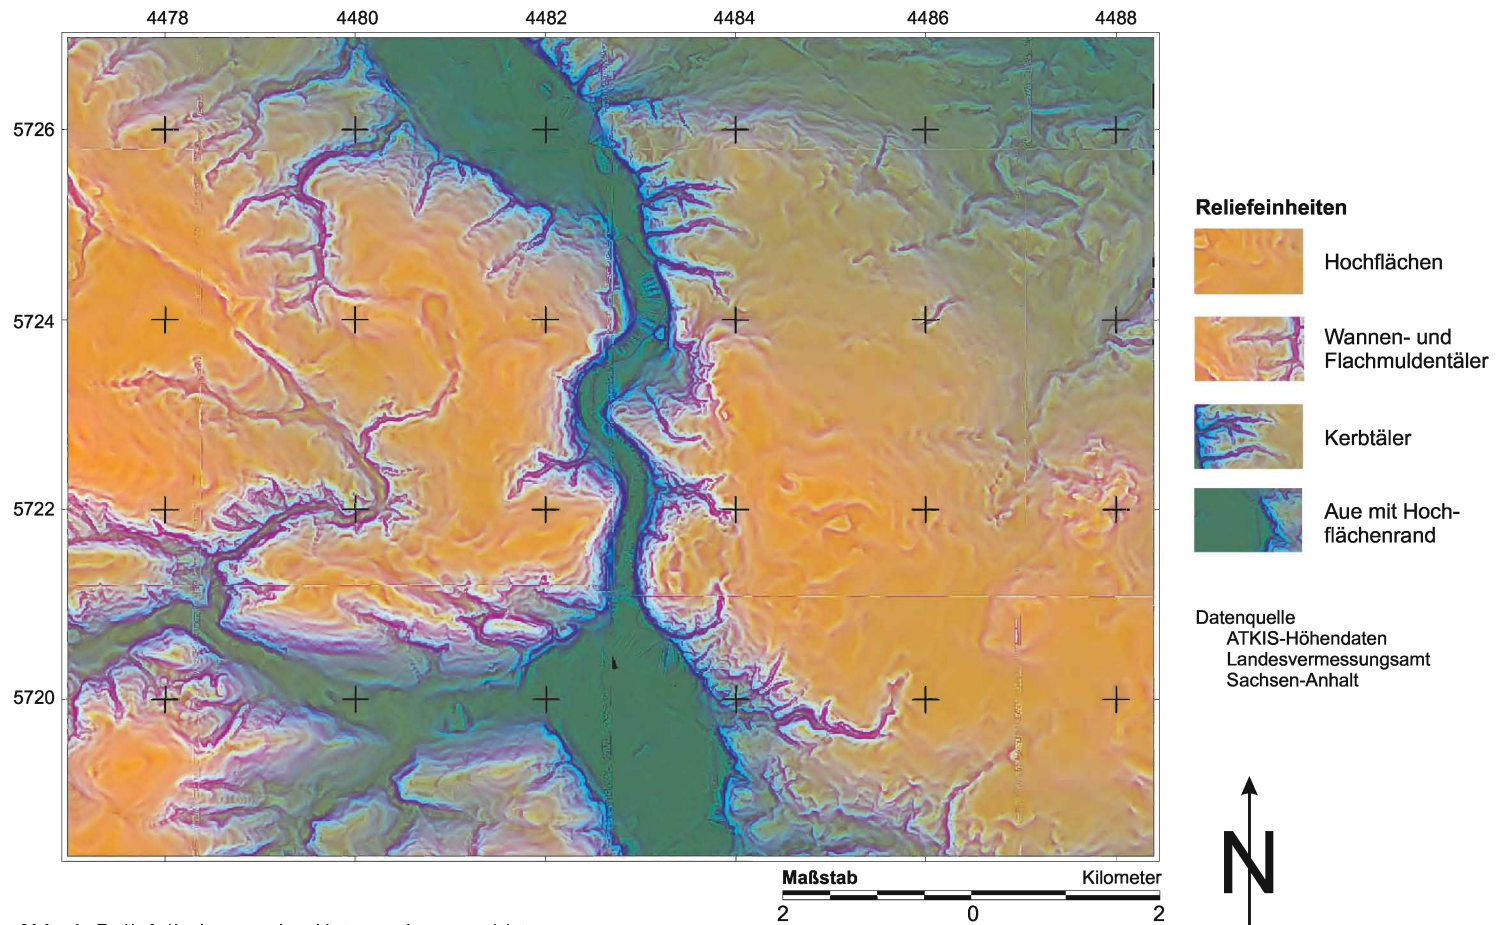 4478 4480 4482 4484 4486 4488
5726
5724
5722
5720
Reliefeinheiten
Hochflächen
Wannen- und
Flachmuldentäler
Kerbtäler
Aue mit Hoch-
flächenrand
Datenquelle
ATKIS-Höhendaten
Landesvermessungsamt
Sachsen-Anhalt
N
Maßstab Kilometer
2 0 2